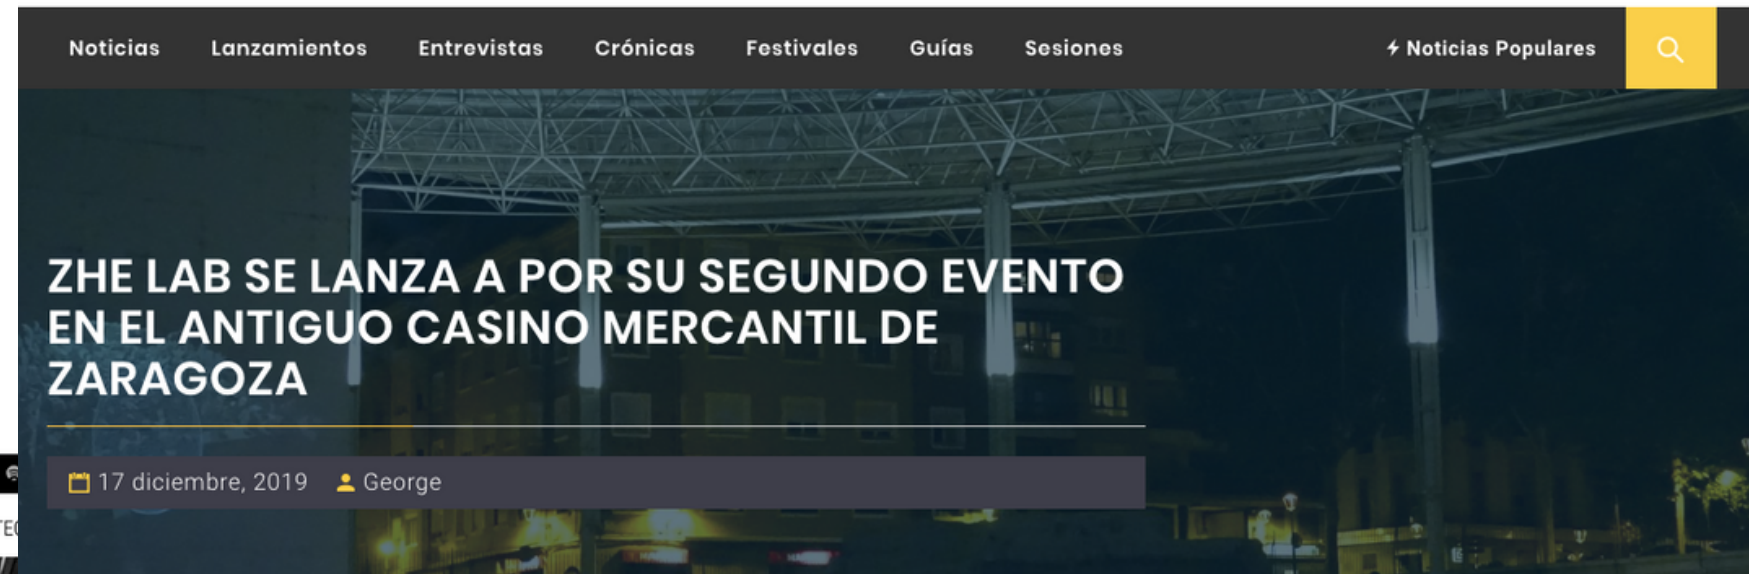 Noticias Lanzamientos Entrevistas Crónicas Festivales Guías Sesiones Noticias Populares
ZHE LAB SE LANZA A POR SU SEGUNDO EVENTO
EN EL ANTIGUO CASINO MERCANTIL DE
ZARAGOZA
17 diciembre, 2019 George